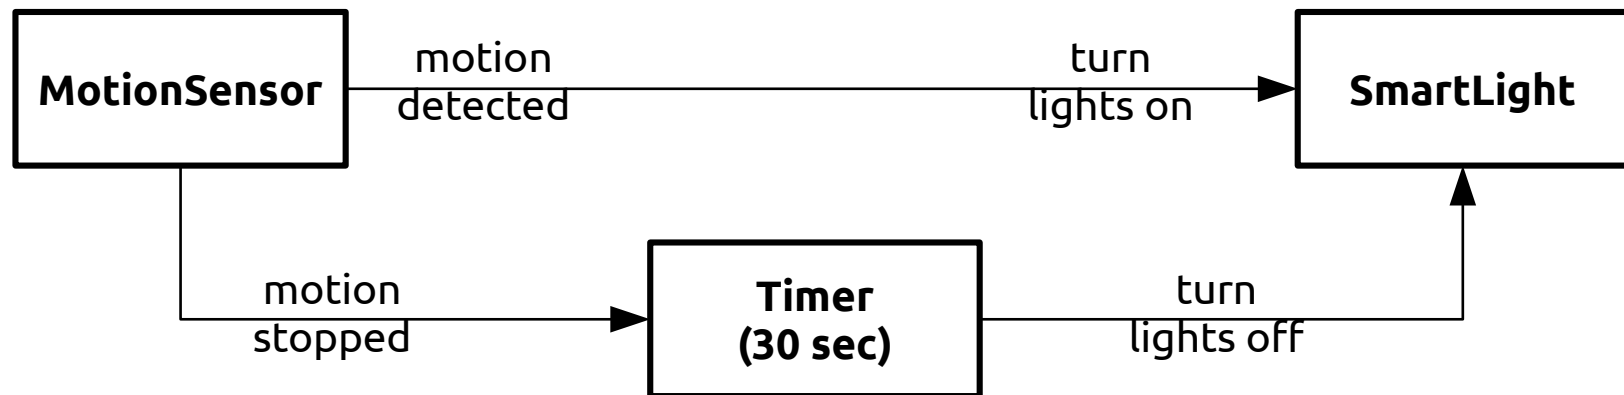 MotionSensor
motion
detected
turn
lights on
SmartLight
motion
stopped
Timer
(30 sec)
turn
lights off